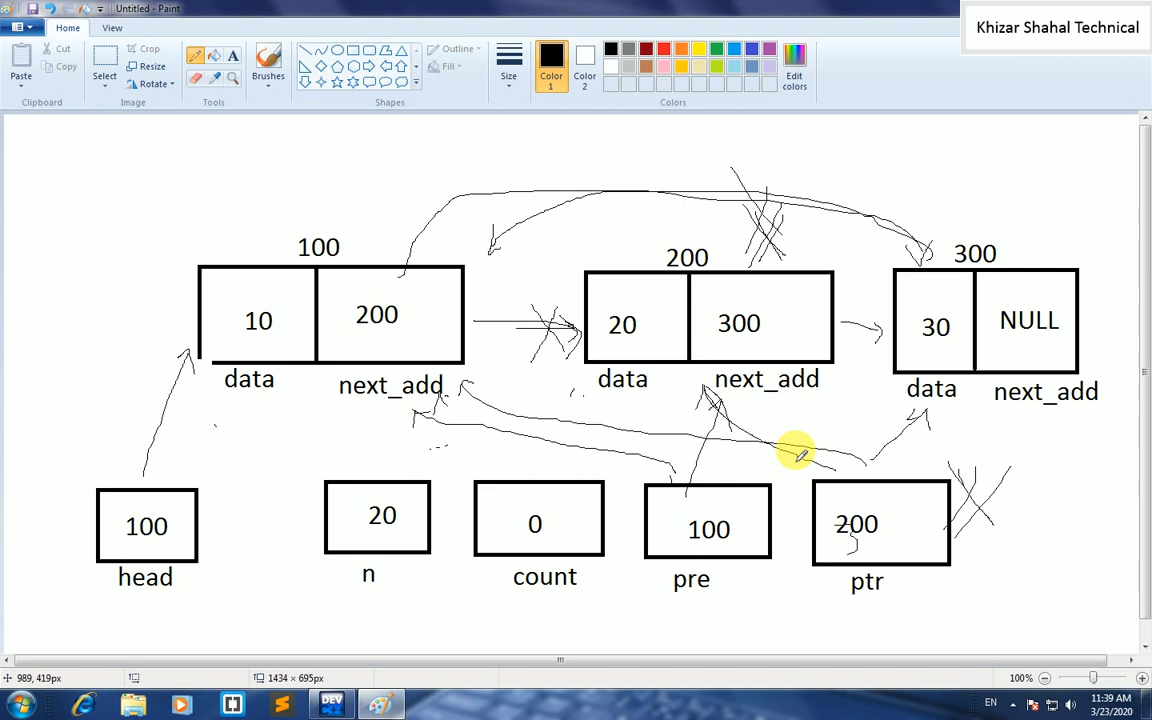 Untitled - Paint
Khizar Shahal Technical
Home View
Paste Cut Copy
Select Crop Resize Rotate
A
Brushes
Outline Fill
Size
Color 1
Color 2
Edit colors
Clipboard Image Tools Shapes Colors
100 200 300
10 200 20 300 30 NULL
data next_add data next_add data next_add
100 20 0 100 200
3
head n count pre ptr
989, 419px 1434 × 695px 100%
DEV C++ EN 11:39 AM
3/23/2020